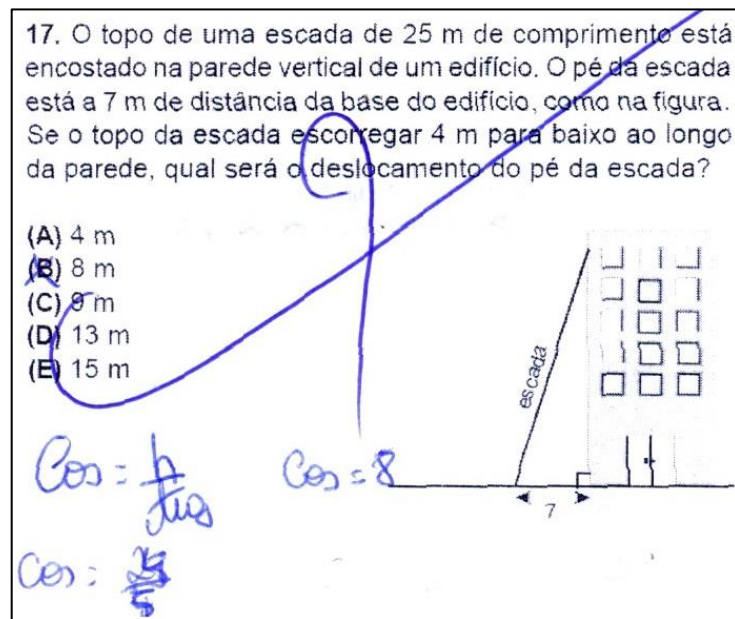 17. O topo de uma escada de 25 m de comprimento está
encostado na parede vertical de um edifício. O pé da escada
está a 7 m de distância da base do edifício, como na figura.
Se o topo da escada escorregar 4 m para baixo ao longo
da parede, qual será o deslocamento do pé da escada?
(A) 4 m
(B) 8 m
(C) 9 m
(D) 13 m
(E) 15 m
escada
7
Cos = h
Cos = 8
Cos =
5